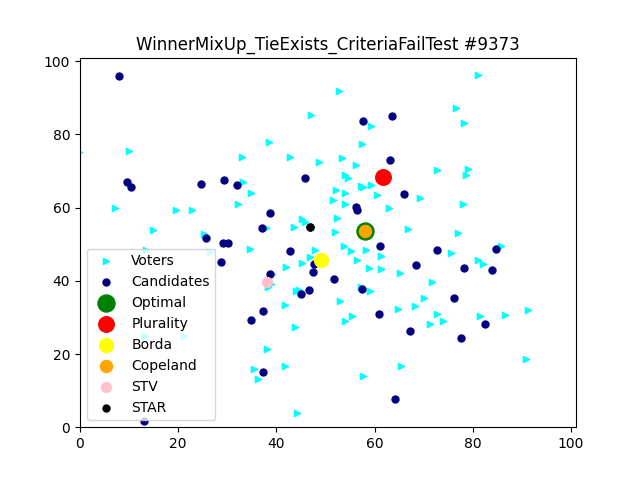 WinnerMixUp_TieExists_CriteriaFailTest #9373
100
80
60
40
20
0
Voters
Candidates
Optimal
Plurality
Borda
Copeland
STV
STAR
0 20 40 60 80 100